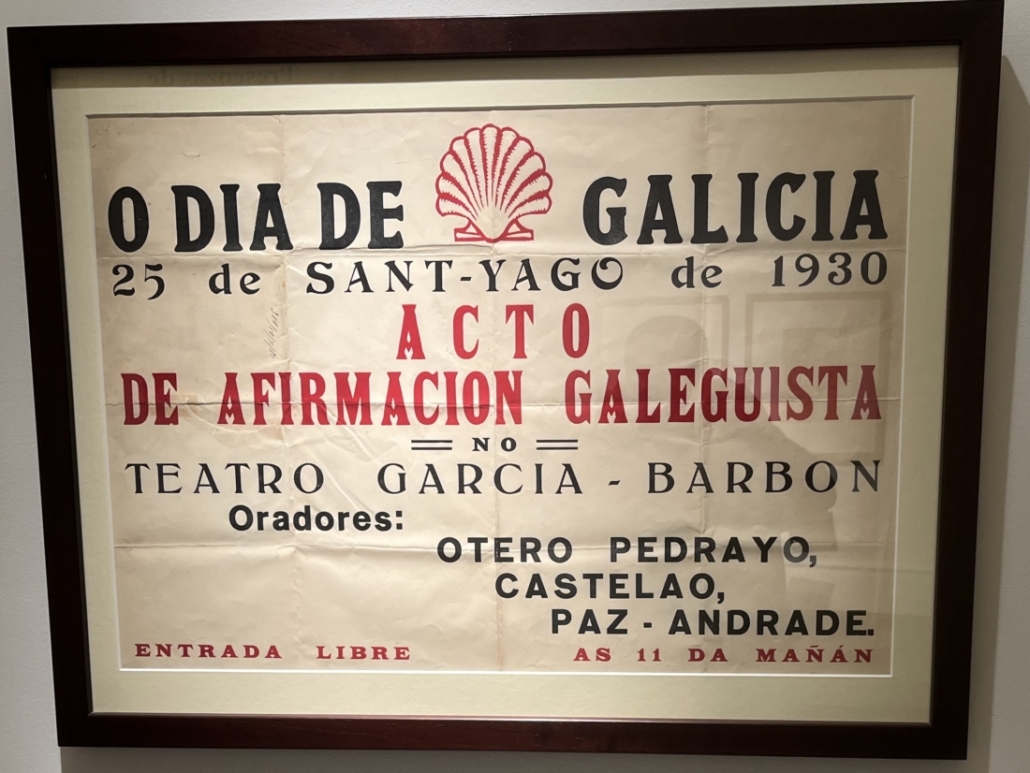 O DIA DE GALICIA
25 de SANT-YAGO de 1930
ACTO
DE AFIRMACION GALEGUISTA
NO
TEATRO GARCIA - BARBON
Oradores:
OTERO PEDRAYO,
CASTELAO,
PAZ - ANDRADE.
ENTRADA LIBRE AS 11 DA MAÑÁN